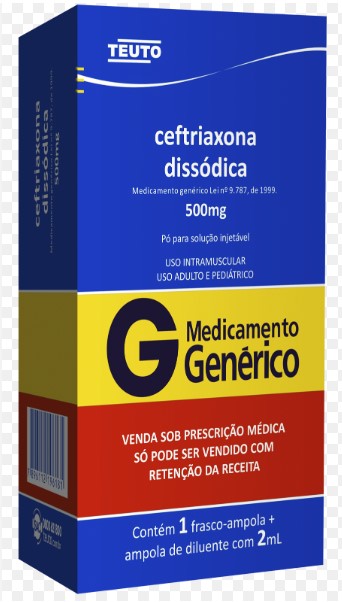 TEUTO
ceftriaxona
dissódica
Medicamento genérico Lei nº 9.787, de 1999.
500mg
Pó para solução injetável
USO INTRAMUSCULAR
USO ADULTO E PEDIÁTRICO
G Medicamento
Genérico
VENDA SOB PRESCRIÇÃO MÉDICA
SÓ PODE SER VENDIDO COM
RETENÇÃO DA RECEITA
Contém 1 frasco-ampola +
ampola de diluente com 2mL
ceftriaxona
dissódica
500mg